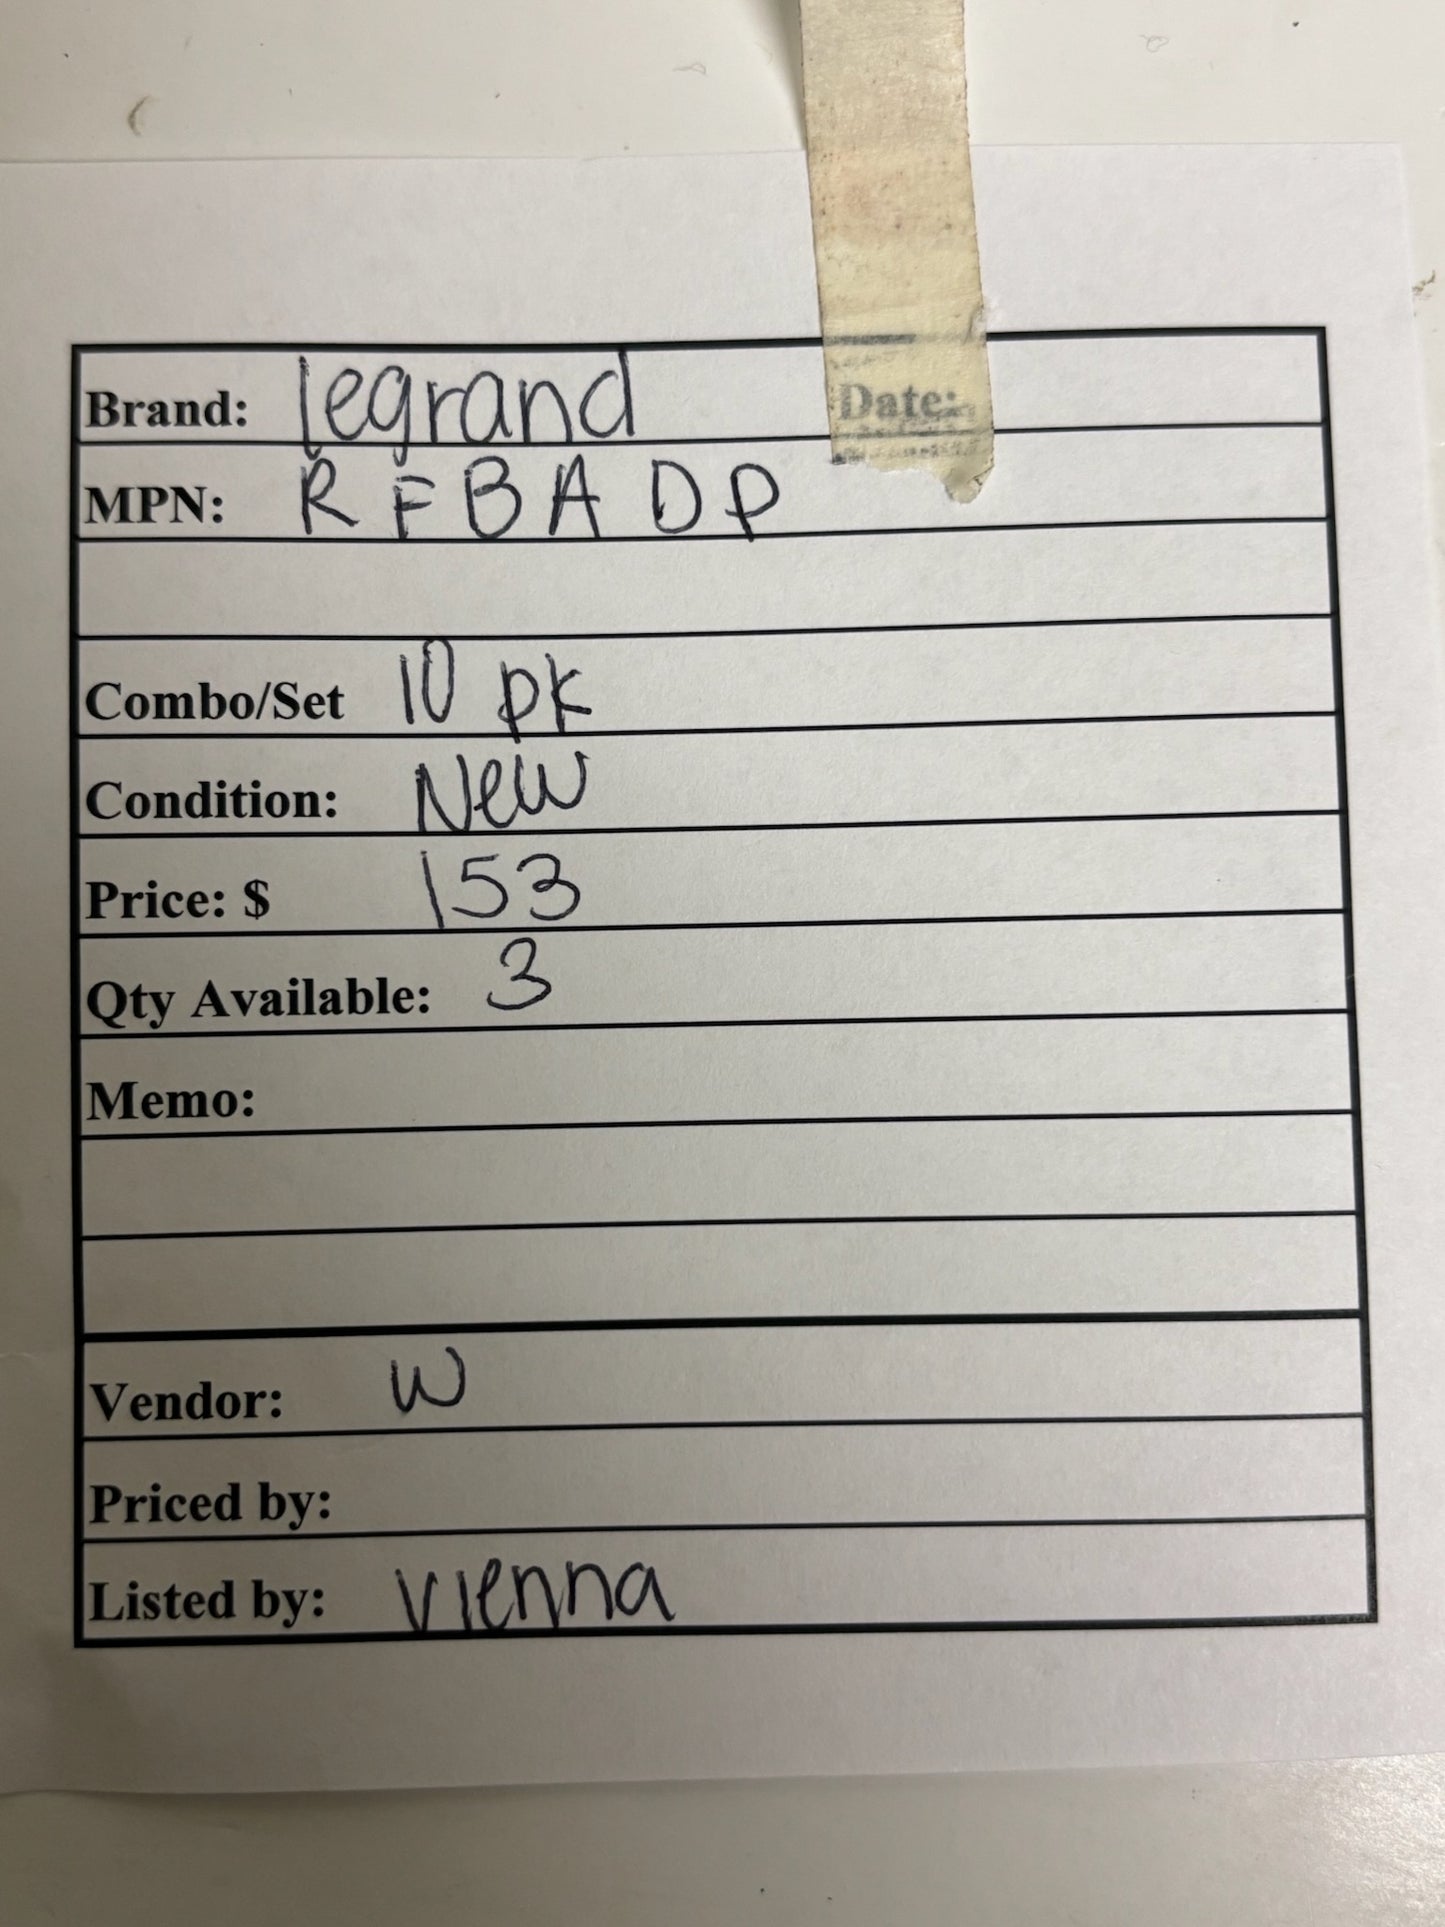 Brand: legrand Date:
MPN: RFBADP
Combo/Set 10 pk
Condition: New
Price: $ 153
Qty Available: 3
Memo:
Vendor: W
Priced by:
Listed by: Vienna